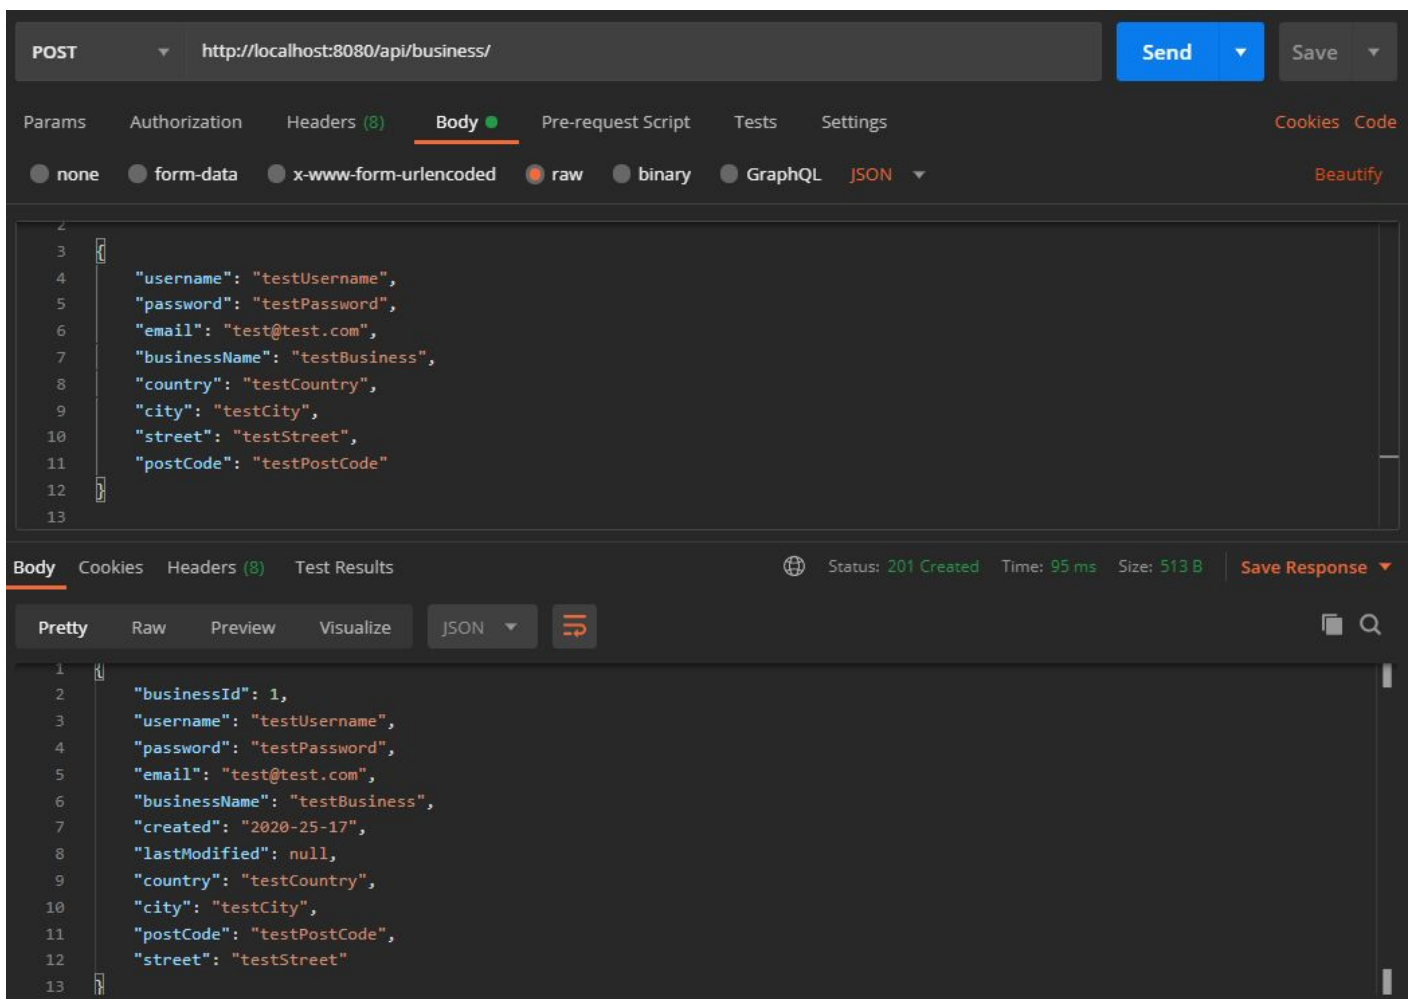 POST http://localhost:8080/api/business/ Send Save
Params Authorization Headers (8) Body Pre-request Script Tests Settings Cookies Code
none form-data x-www-form-urlencoded raw binary GraphQL JSON Beautify
2
3 {
4 "username": "testUsername",
5 "password": "testPassword",
6 "email": "test@test.com",
7 "businessName": "testBusiness",
8 "country": "testCountry",
9 "city": "testCity",
10 "street": "testStreet",
11 "postCode": "testPostCode"
12 }
13
Body Cookies Headers (8) Test Results Status: 201 Created Time: 95 ms Size: 513 B Save Response
Pretty Raw Preview Visualize JSON
1 {
2 "businessId": 1,
3 "username": "testUsername",
4 "password": "testPassword",
5 "email": "test@test.com",
6 "businessName": "testBusiness",
7 "created": "2020-25-17",
8 "lastModified": null,
9 "country": "testCountry",
10 "city": "testCity",
11 "postCode": "testPostCode",
12 "street": "testStreet"
13 }